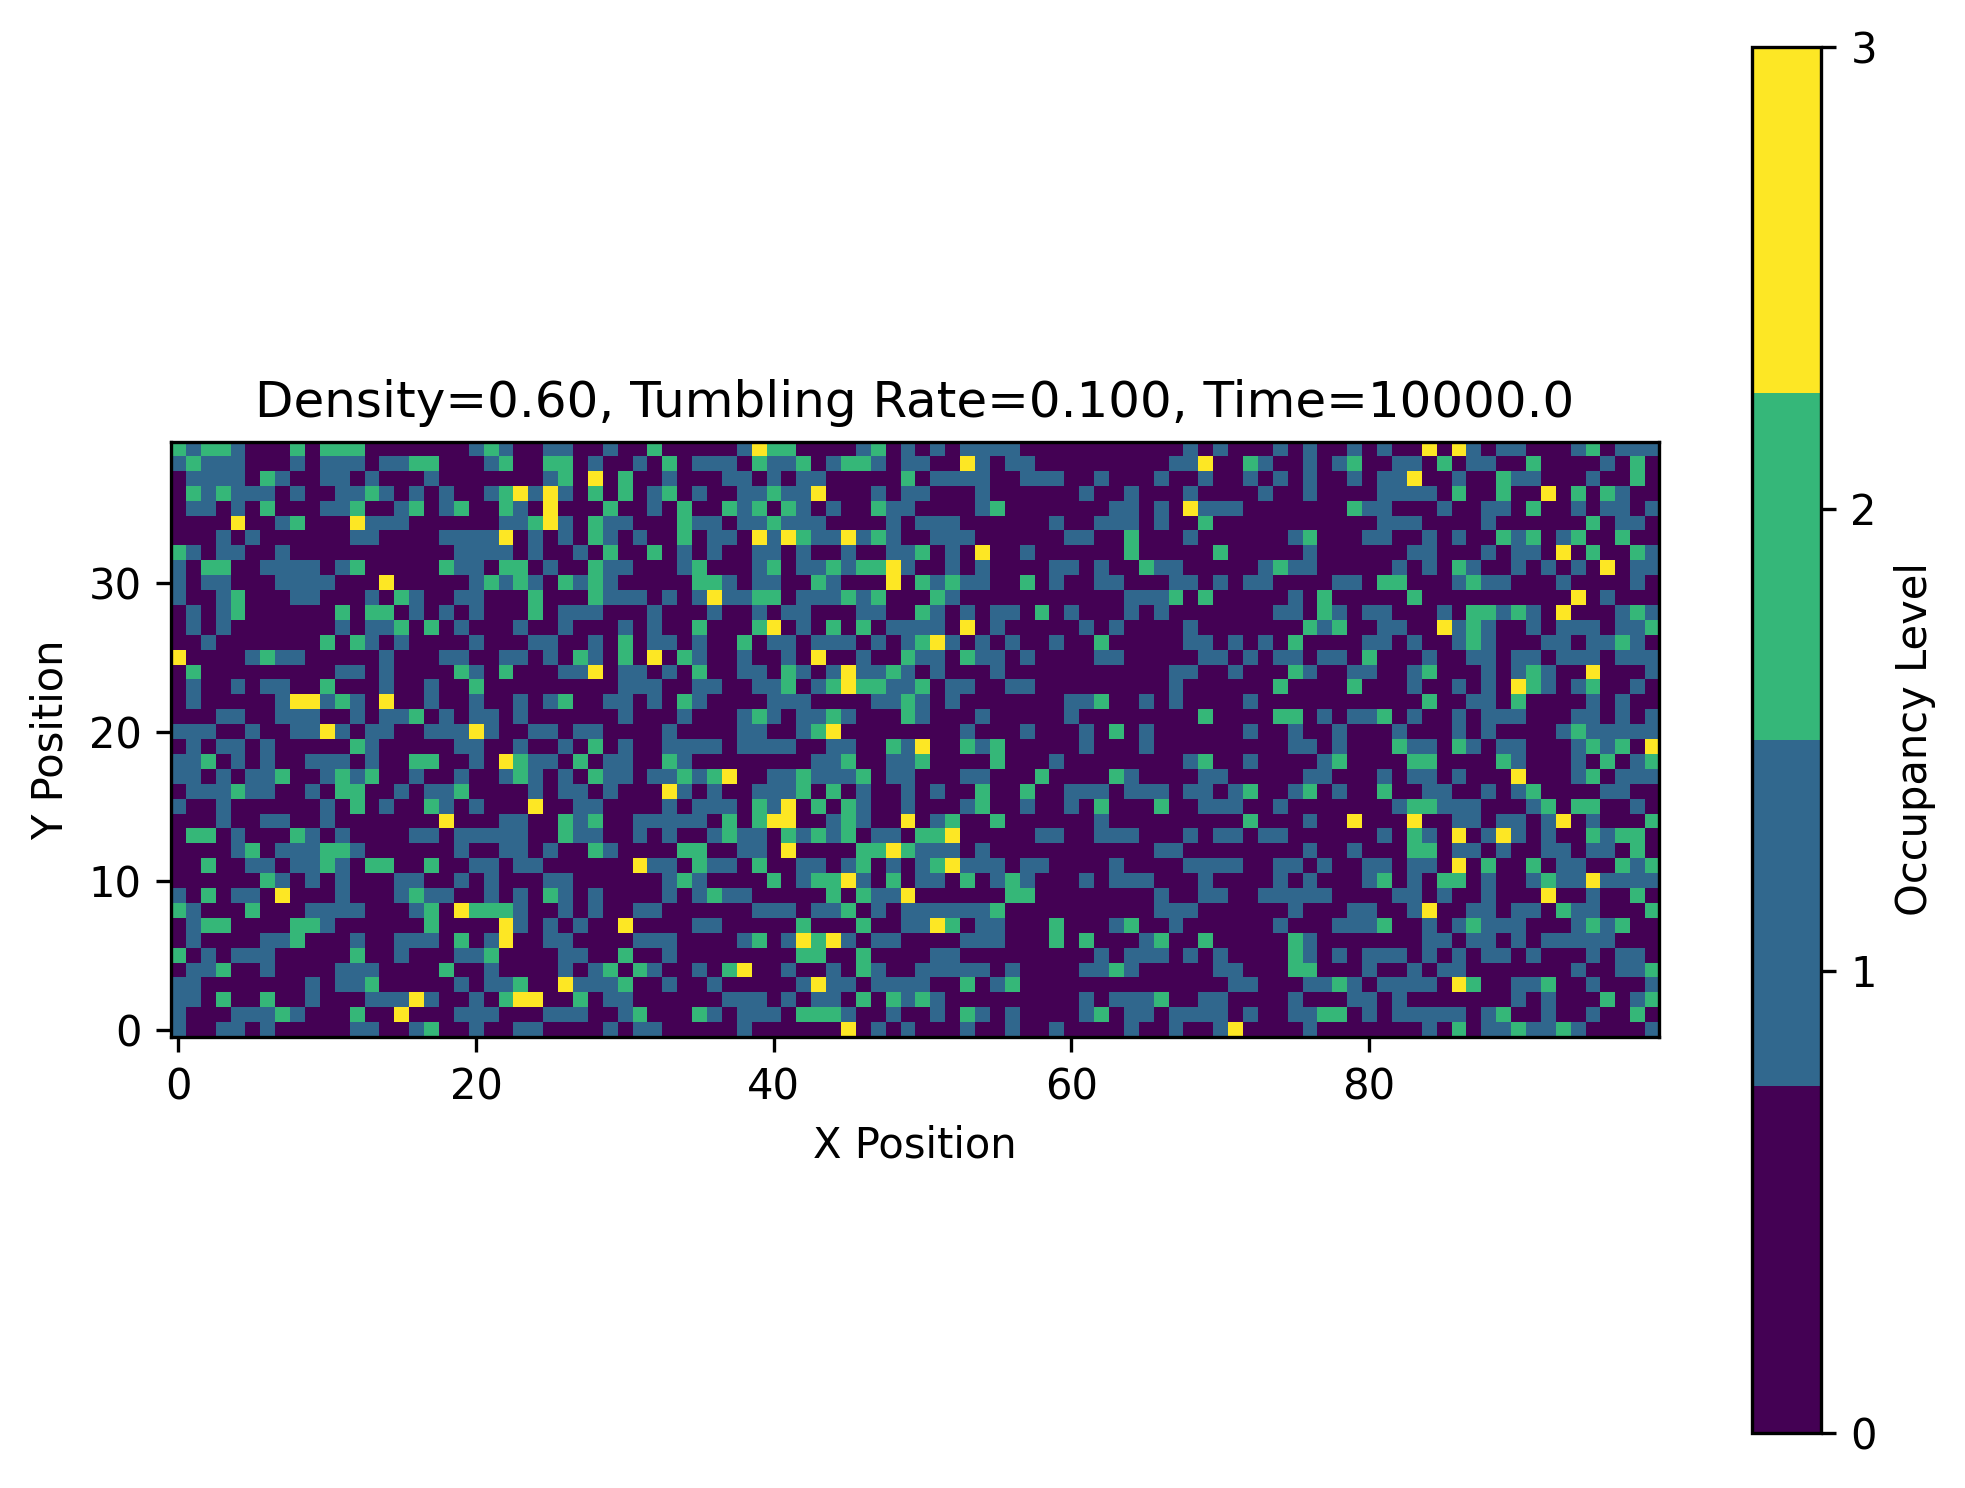 Density=0.60, Tumbling Rate=0.100, Time=10000.0
30
20
10
0
Y Position
0 20 40 60 80
X Position
3
2
1
0
Occupancy Level